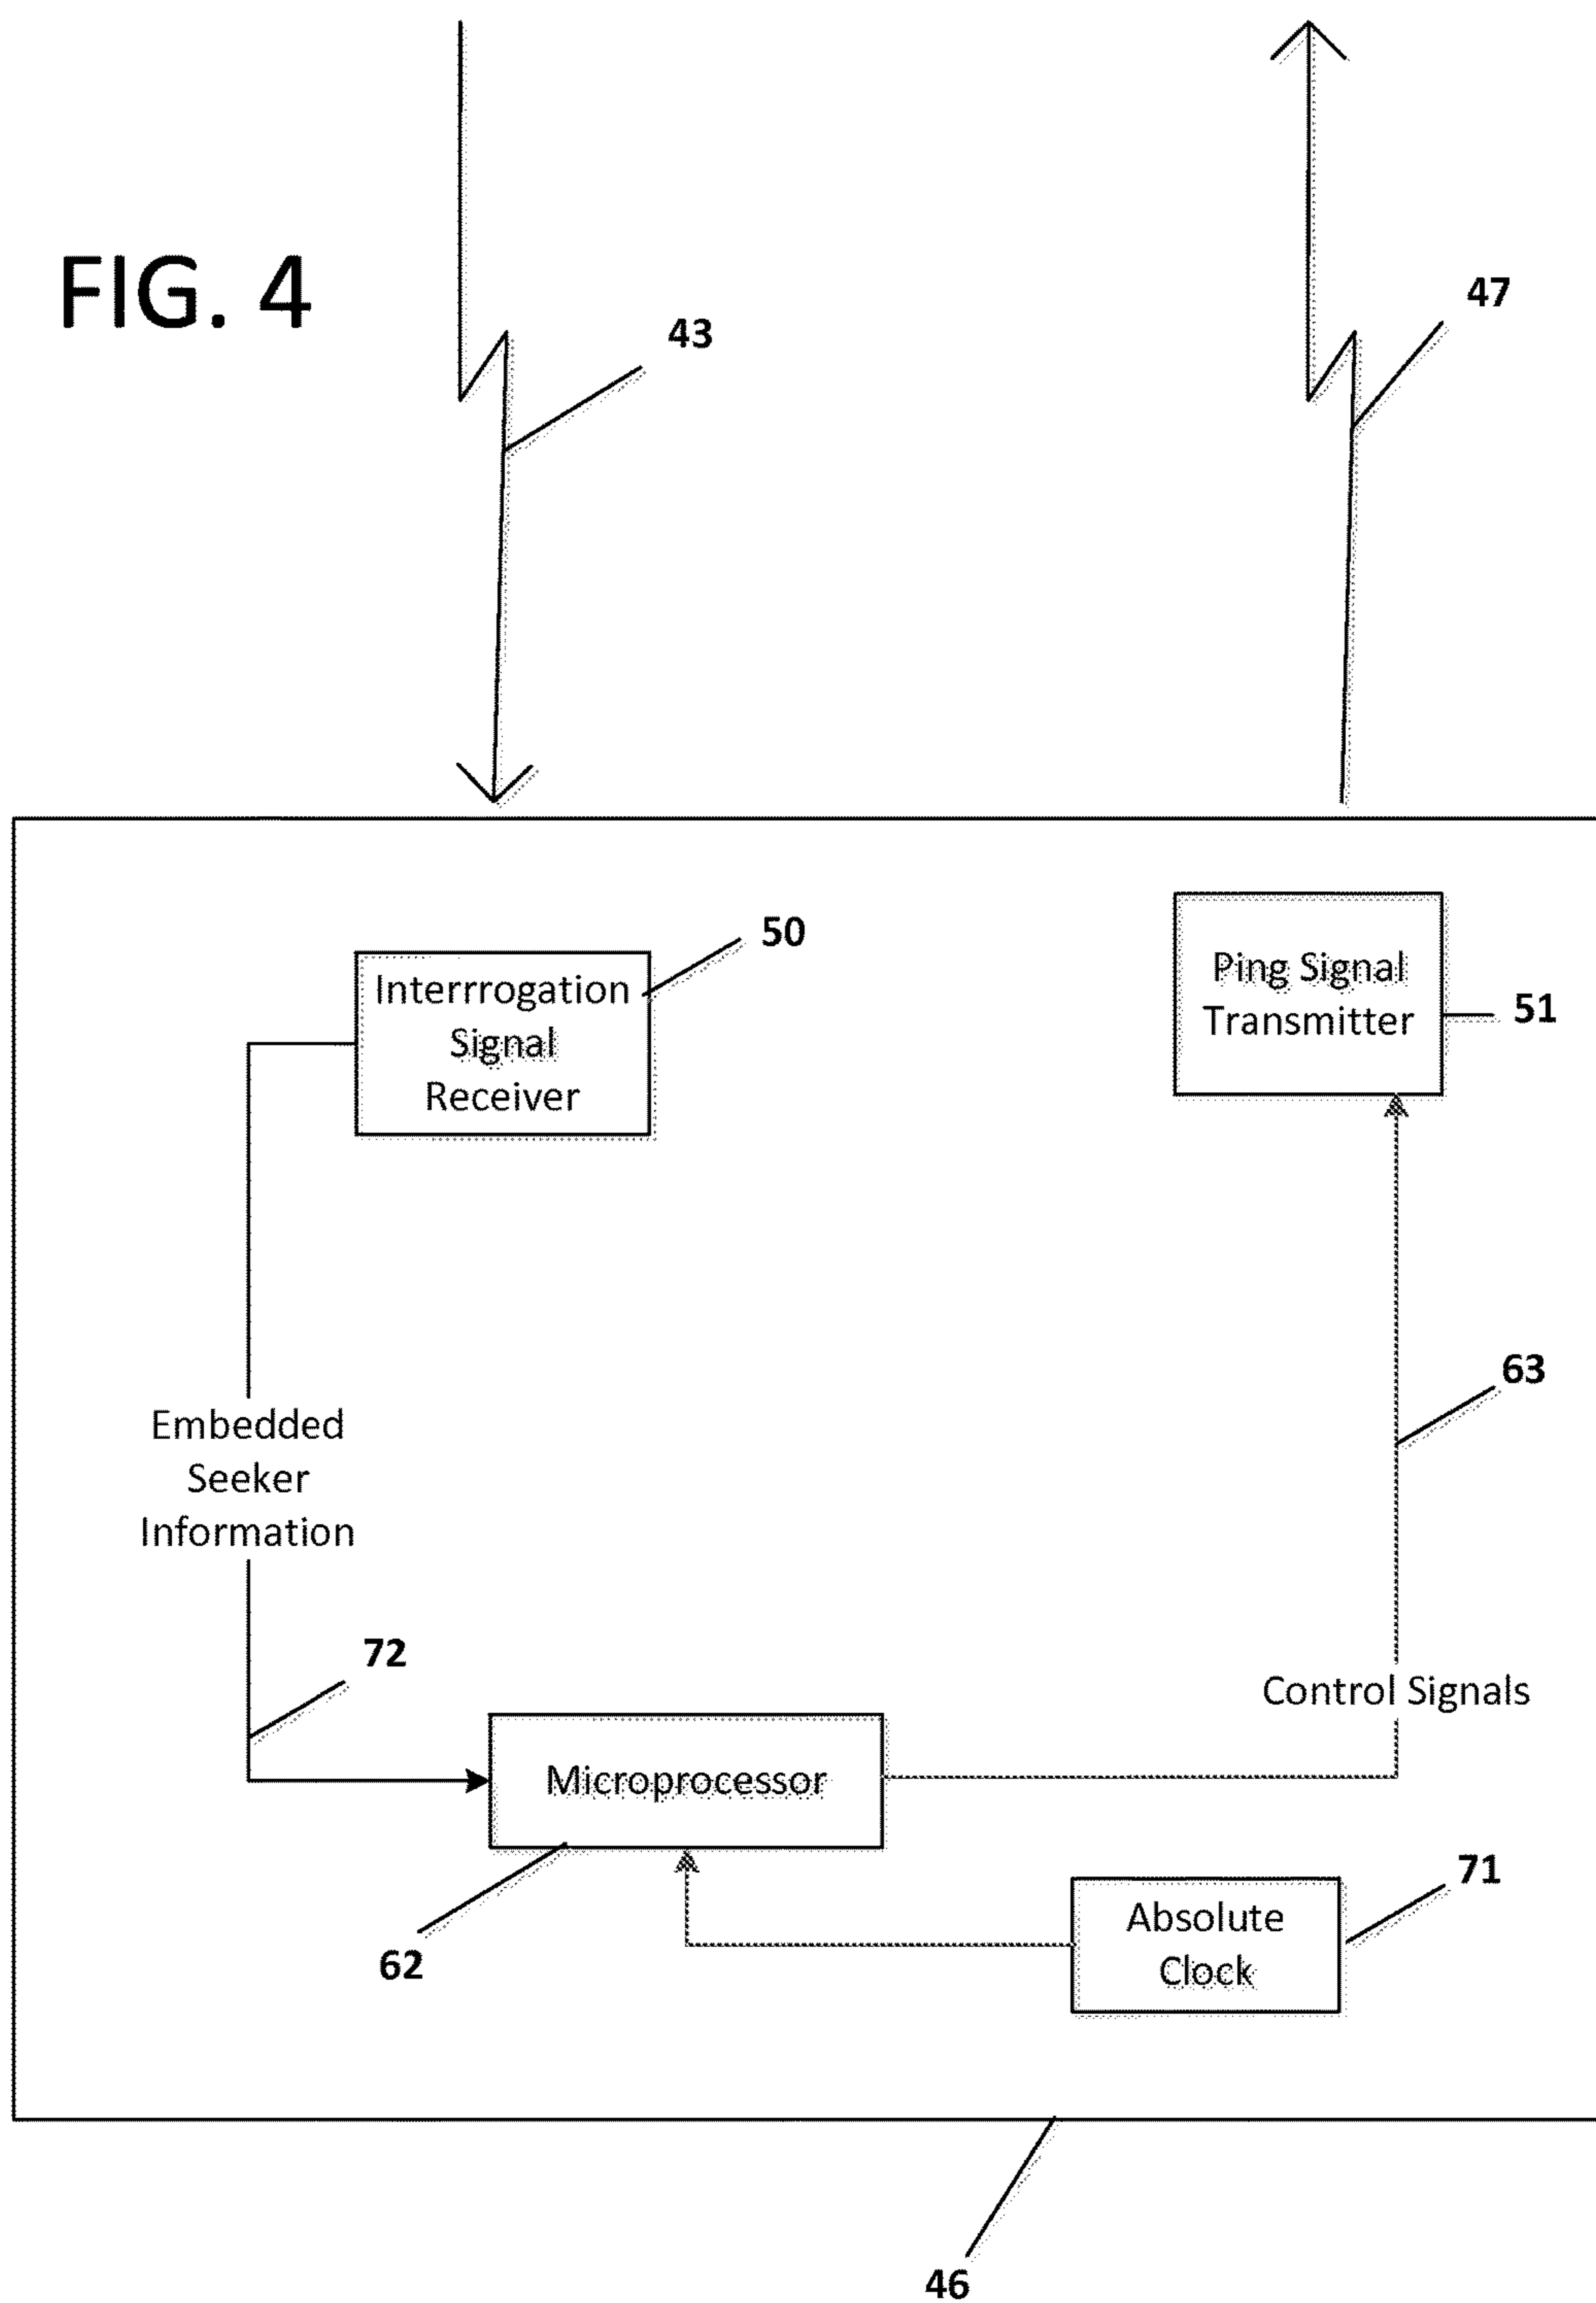 FIG. 4
43
47
50
Interrrogation
Signal
Receiver
Ping Signal
Transmitter
51
63
Embedded
Seeker
Information
72
Control Signals
Microprocessor
62
71
Absolute
Clock
46